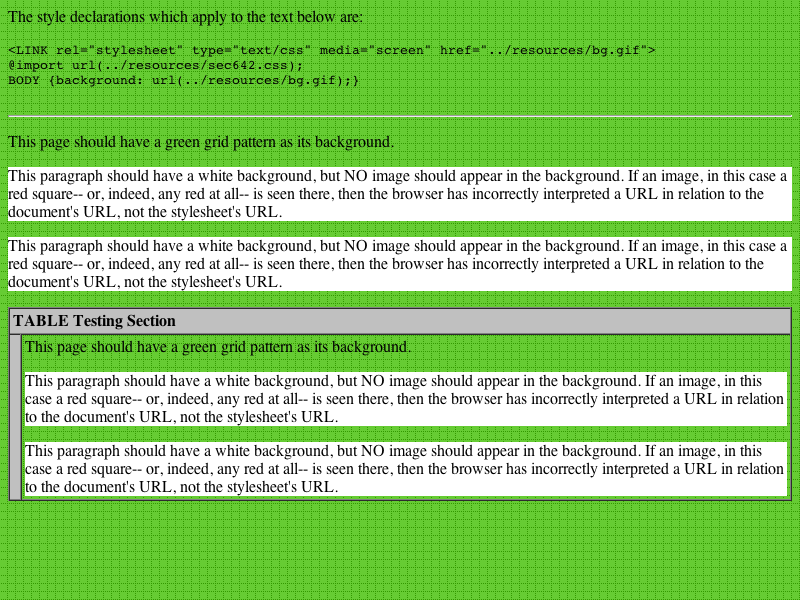 The style declarations which apply to the text below are:
<LINK rel="stylesheet" type="text/css" media="screen" href="../resources/bg.gif">
@import url(../resources/sec642.css);
BODY {background: url(../resources/bg.gif);}
This page should have a green grid pattern as its background.
This paragraph should have a white background, but NO image should appear in the background. If an image, in this case a
red square-- or, indeed, any red at all-- is seen there, then the browser has incorrectly interpreted a URL in relation to the
document's URL, not the stylesheet's URL.
This paragraph should have a white background, but NO image should appear in the background. If an image, in this case a
red square-- or, indeed, any red at all-- is seen there, then the browser has incorrectly interpreted a URL in relation to the
document's URL, not the stylesheet's URL.
TABLE Testing Section
This page should have a green grid pattern as its background.
This paragraph should have a white background, but NO image should appear in the background. If an image, in this
case a red square-- or, indeed, any red at all-- is seen there, then the browser has incorrectly interpreted a URL in relation
to the document's URL, not the stylesheet's URL.
This paragraph should have a white background, but NO image should appear in the background. If an image, in this
case a red square-- or, indeed, any red at all-- is seen there, then the browser has incorrectly interpreted a URL in relation
to the document's URL, not the stylesheet's URL.